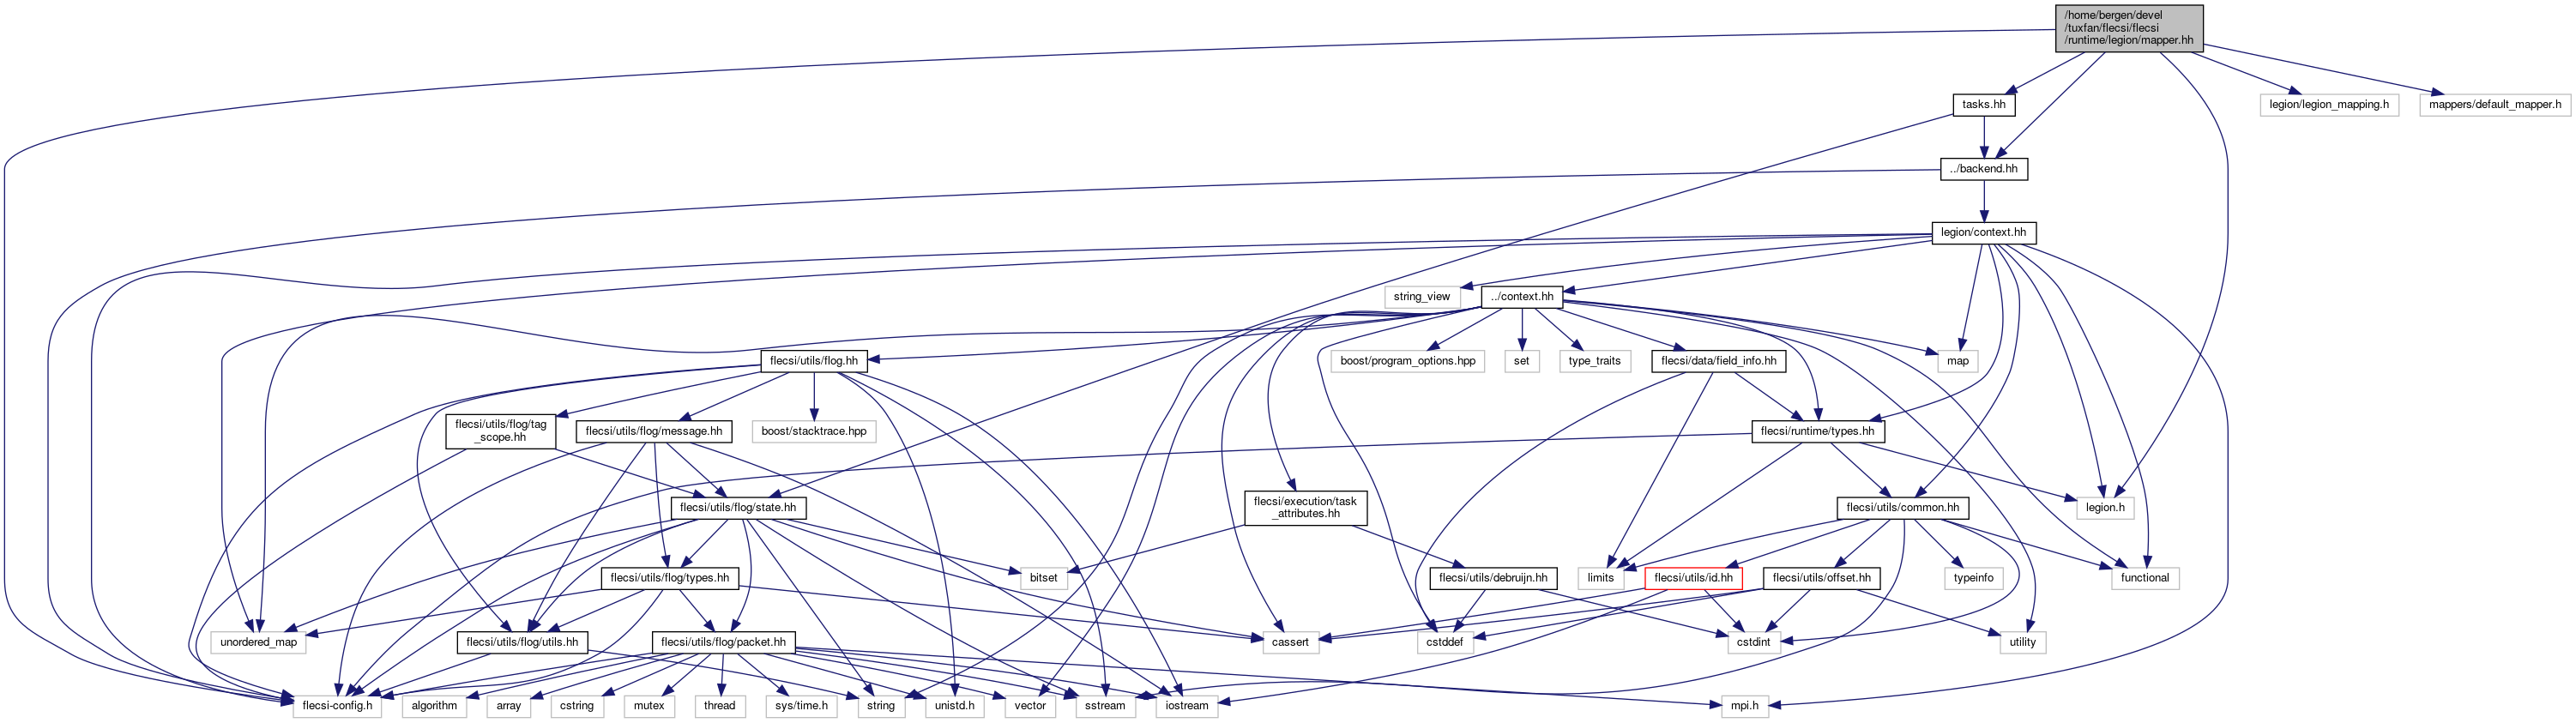 /home/bergen/devel
/tuxfan/flecsi/flecsi
/runtime/legion/mapper.hh
tasks.hh
legion/legion_mapping.h
mappers/default_mapper.h
../backend.hh
legion/context.hh
string_view
../context.hh
flecsi/utils/flog.hh
boost/program_options.hpp
set
type_traits
flecsi/data/field_info.hh
map
flecsi/utils/flog/tag
_scope.hh
flecsi/utils/flog/message.hh
boost/stacktrace.hpp
flecsi/runtime/types.hh
flecsi/utils/flog/state.hh
flecsi/execution/task
_attributes.hh
flecsi/utils/common.hh
legion.h
flecsi/utils/flog/types.hh
bitset
flecsi/utils/debruijn.hh
limits
flecsi/utils/id.hh
flecsi/utils/offset.hh
typeinfo
functional
unordered_map
flecsi/utils/flog/utils.hh
flecsi/utils/flog/packet.hh
cassert
cstddef
cstdint
utility
flecsi-config.h
algorithm
array
cstring
mutex
thread
sys/time.h
string
unistd.h
vector
sstream
iostream
mpi.h